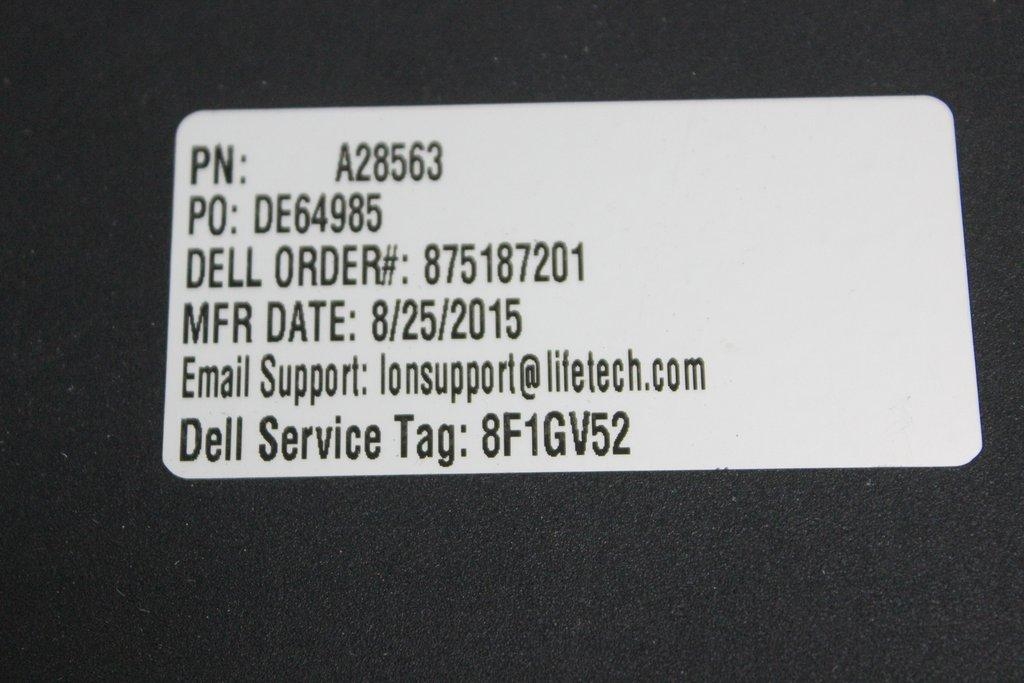 PN: A28563
PO: DE64985
DELL ORDER#: 875187201
MFR DATE: 8/25/2015
Email Support: lonsupport@lifetech.com
Dell Service Tag: 8F1GV52